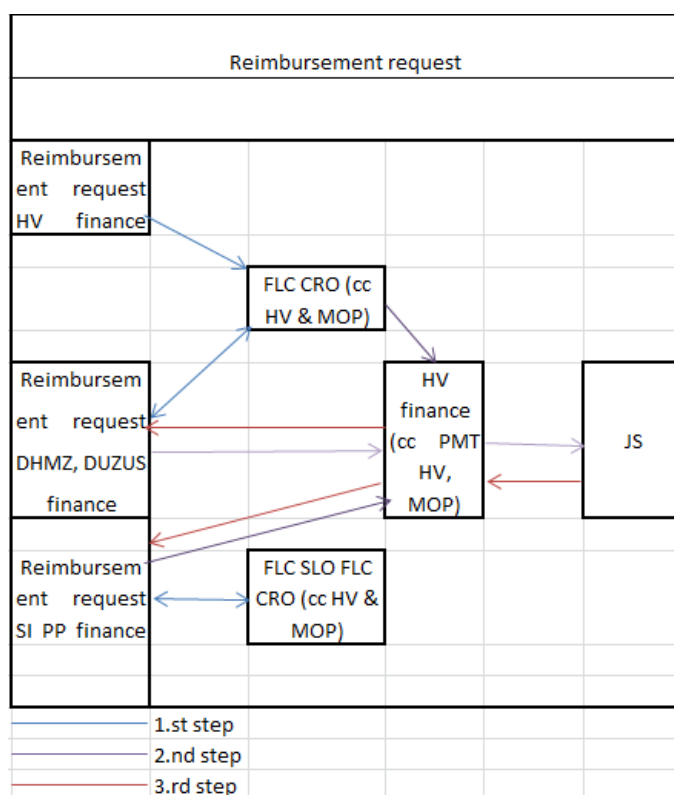 Reimbursement request
Reimbursem
ent request
HV finance
FLC CRO (cc
HV & MOP)
Reimbursem
ent request
DHMZ, DUZUS
finance
HV
finance
(cc PMT
HV,
MOP)
JS
Reimbursem
ent request
SI PP finance
FLC SLO FLC
CRO (cc HV &
MOP)
1.st step
2.nd step
3.rd step